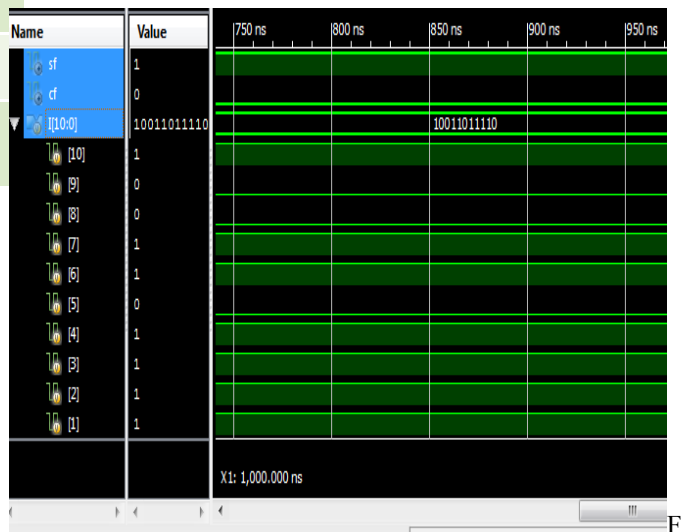 Name Value 750 ns 800 ns 850 ns 900 ns 950 ns
sf 1
cf 0
I[10:0] 10011011110 10011011110
[10] 1
[9] 0
[8] 0
[7] 1
[6] 1
[5] 0
[4] 1
[3] 1
[2] 1
[1] 1
X1: 1,000.000 ns
F